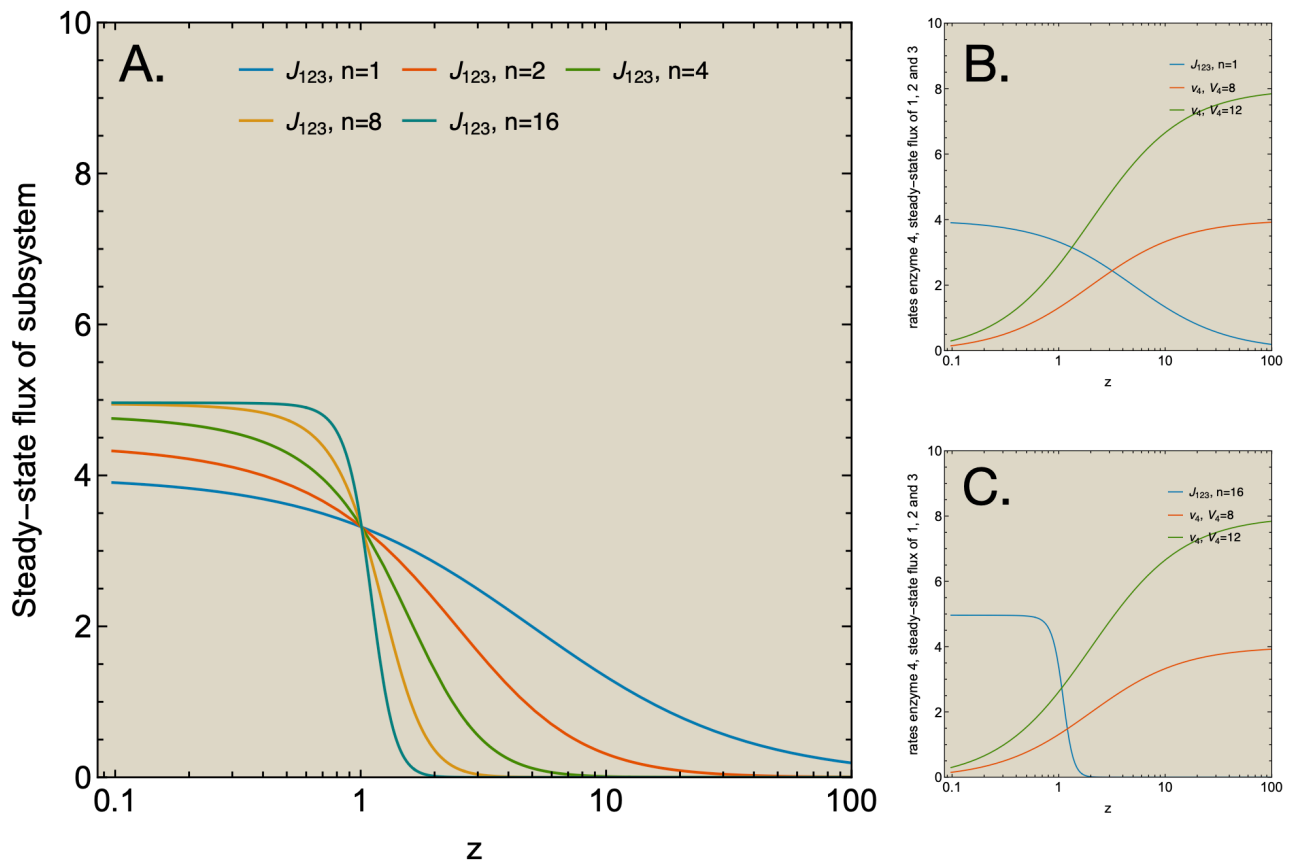 A.
J123, n=1 J123, n=2 J123, n=4
J123, n=8 J123, n=16
Steady-state flux of subsystem
10
8
6
4
2
0
0.1 1 10 100
z
B.
J123, n=1
v4, V4=8
v4, V4=12
rates enzyme 4, steady-state flux of 1, 2 and 3
10
8
6
4
2
0
0.1 1 10 100
z
C.
J123, n=16
v4, V4=8
v4, V4=12
rates enzyme 4, steady-state flux of 1, 2 and 3
10
8
6
4
2
0
0.1 1 10 100
z